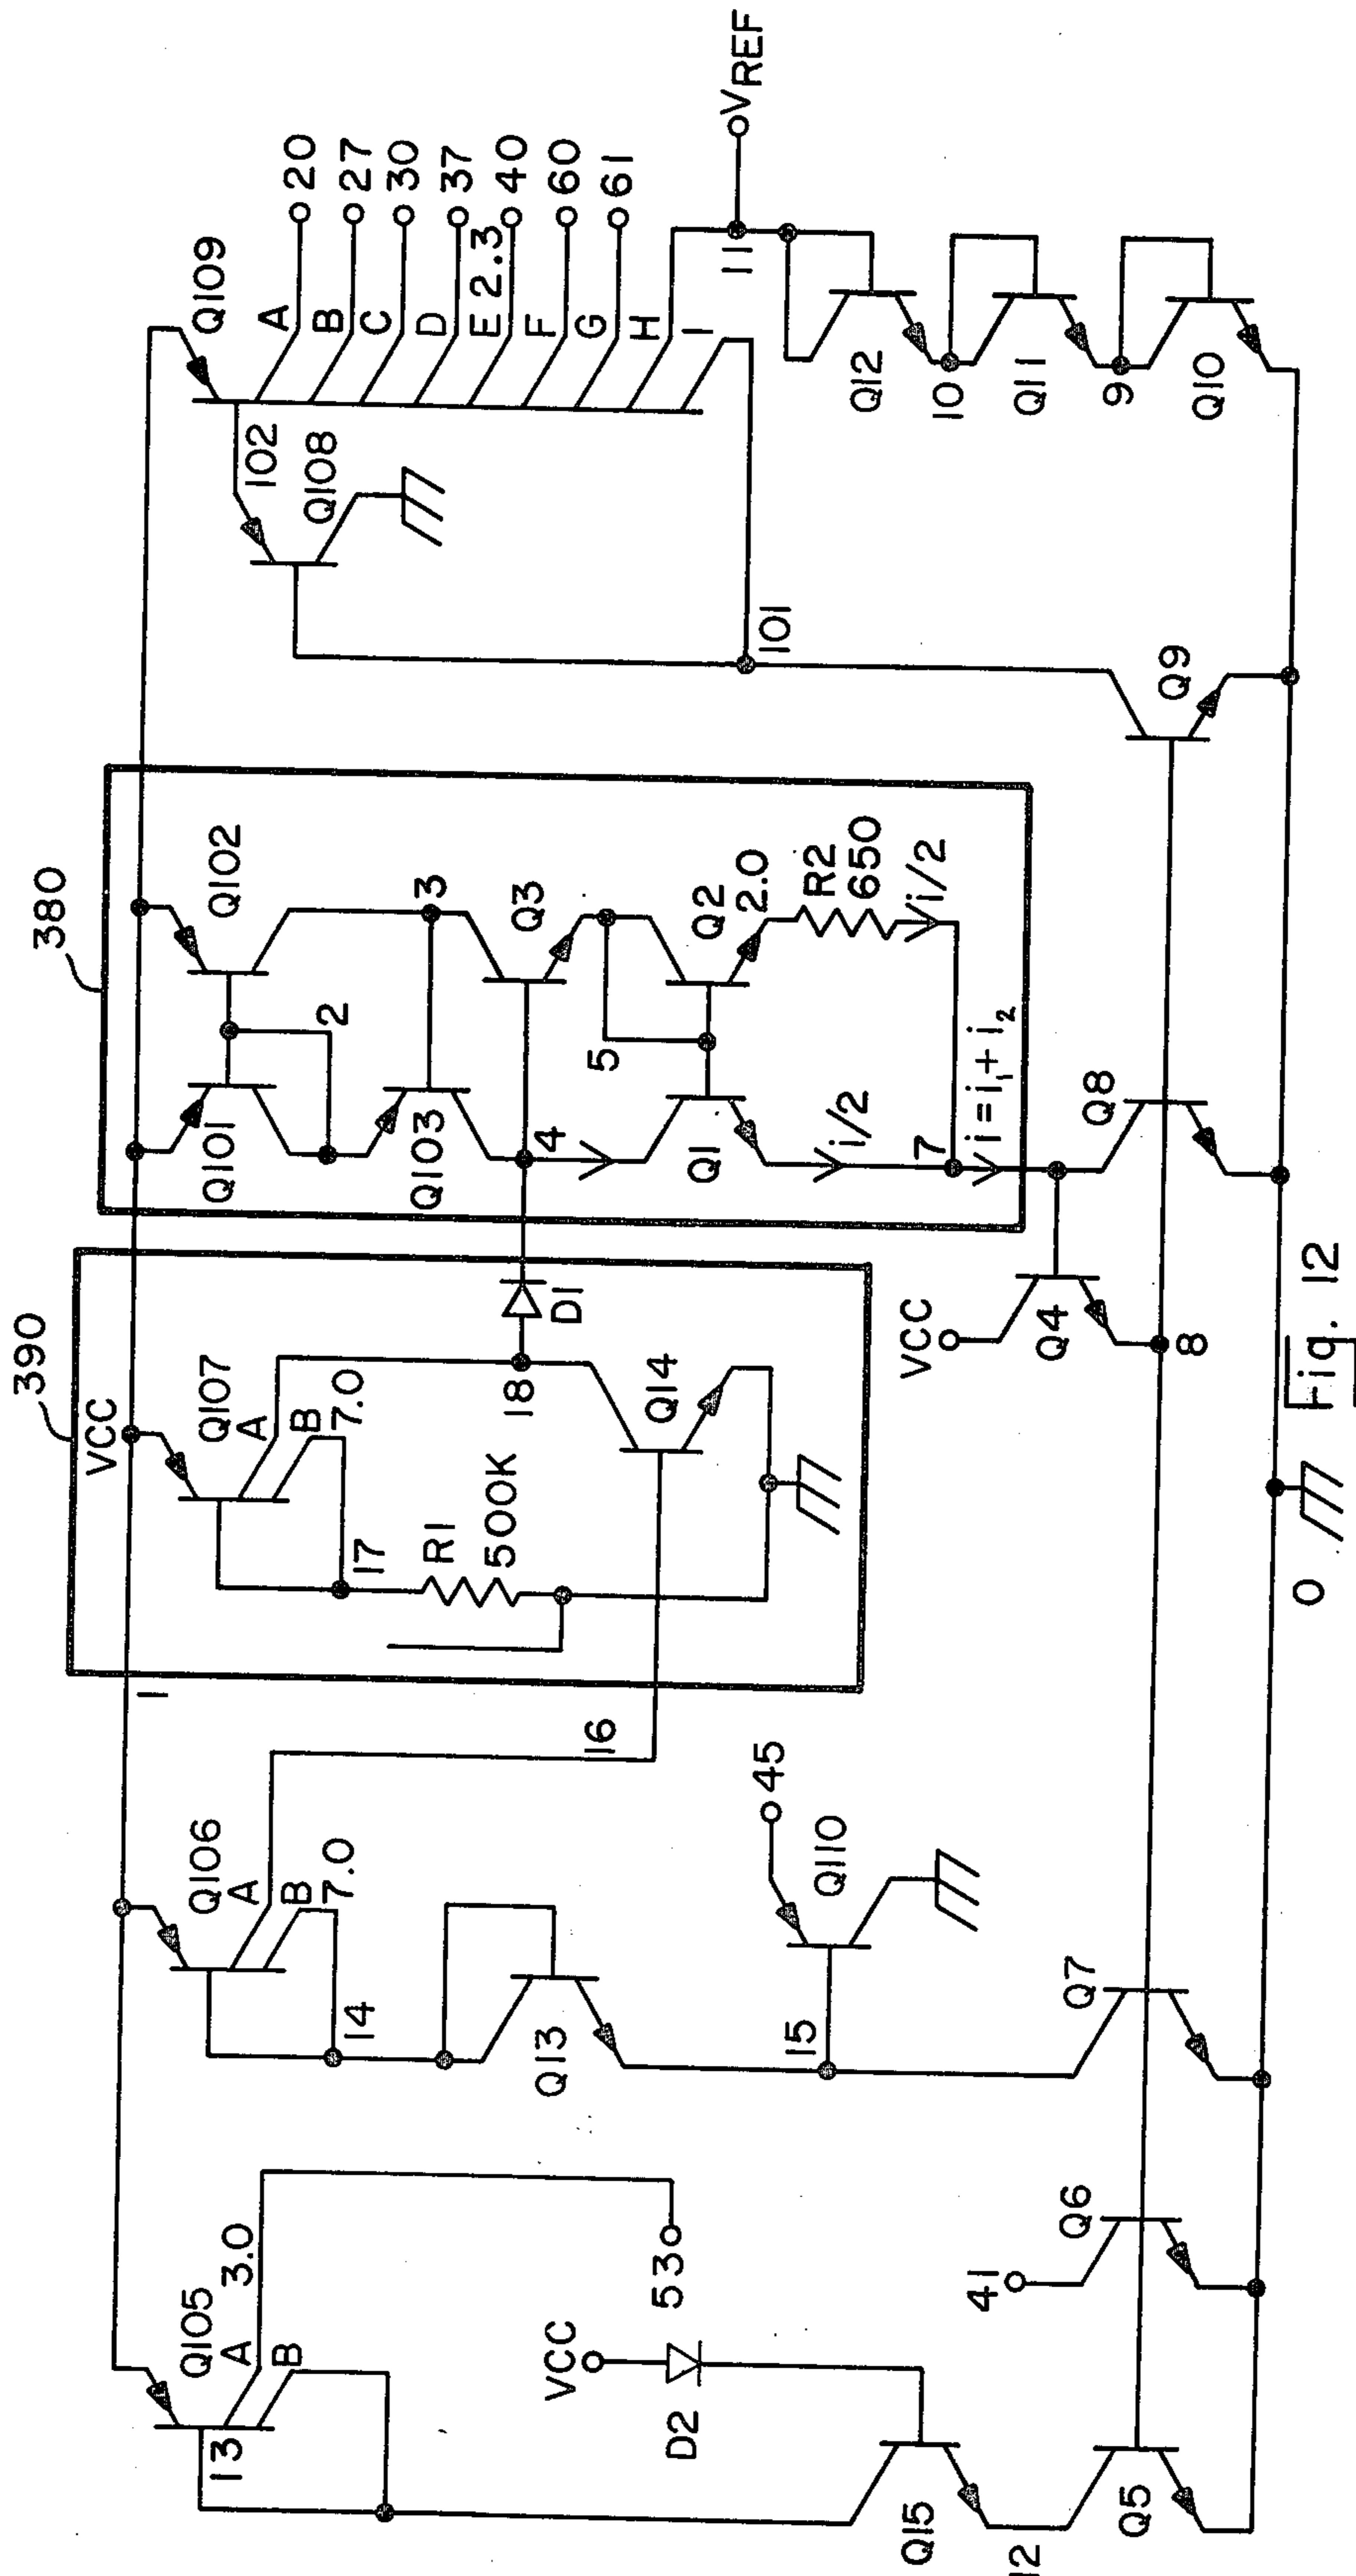 390
380
VCC
1
Q105
A 3.0
B
13
Q106
A
B
7.0
14
Q107
A
B
7.0
17
R1
500K
Q101
Q102
2
Q103
3
Q109
102
Q108
A
B
C
D
E 2.3
F
G
H
I
20
27
30
37
40
60
61
11
VREF
16
18
D1
Q14
4
Q3
5
Q1
Q2
2.0
R2
650
i/2
i/2
7
i = i₁ + i₂
101
Q12
10
Q11
9
Q10
530
VCC
D2
Q13
15
45
Q110
VCC
Q4
8
Q8
Q9
Q15
12
Q5
41
Q6
Q7
0
Fig. 12